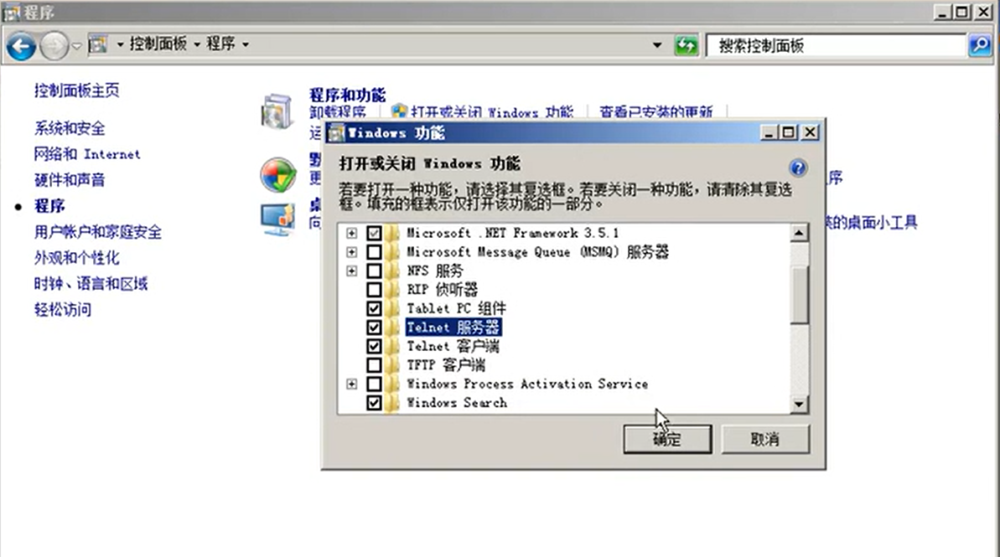 程序
控制面板 程序
搜索控制面板
控制面板主页
系统和安全
网络和 Internet
硬件和声音
程序
用户帐户和家庭安全
外观和个性化
时钟、语言和区域
轻松访问
程序和功能
卸载程序 打开或关闭 Windows 功能 查看已安装的更新
运
默
更
序
桌
向
的桌面小工具
Windows 功能
打开或关闭 Windows 功能
若要打开一种功能，请选择其复选框。若要关闭一种功能，请清除其复选
框。填充的框表示仅打开该功能的一部分。
Microsoft .NET Framework 3.5.1
Microsoft Message Queue (MSMQ) 服务器
NFS 服务
RIP 侦听器
Tablet PC 组件
Telnet 服务器
Telnet 客户端
TFTP 客户端
Windows Process Activation Service
Windows Search
确定
取消